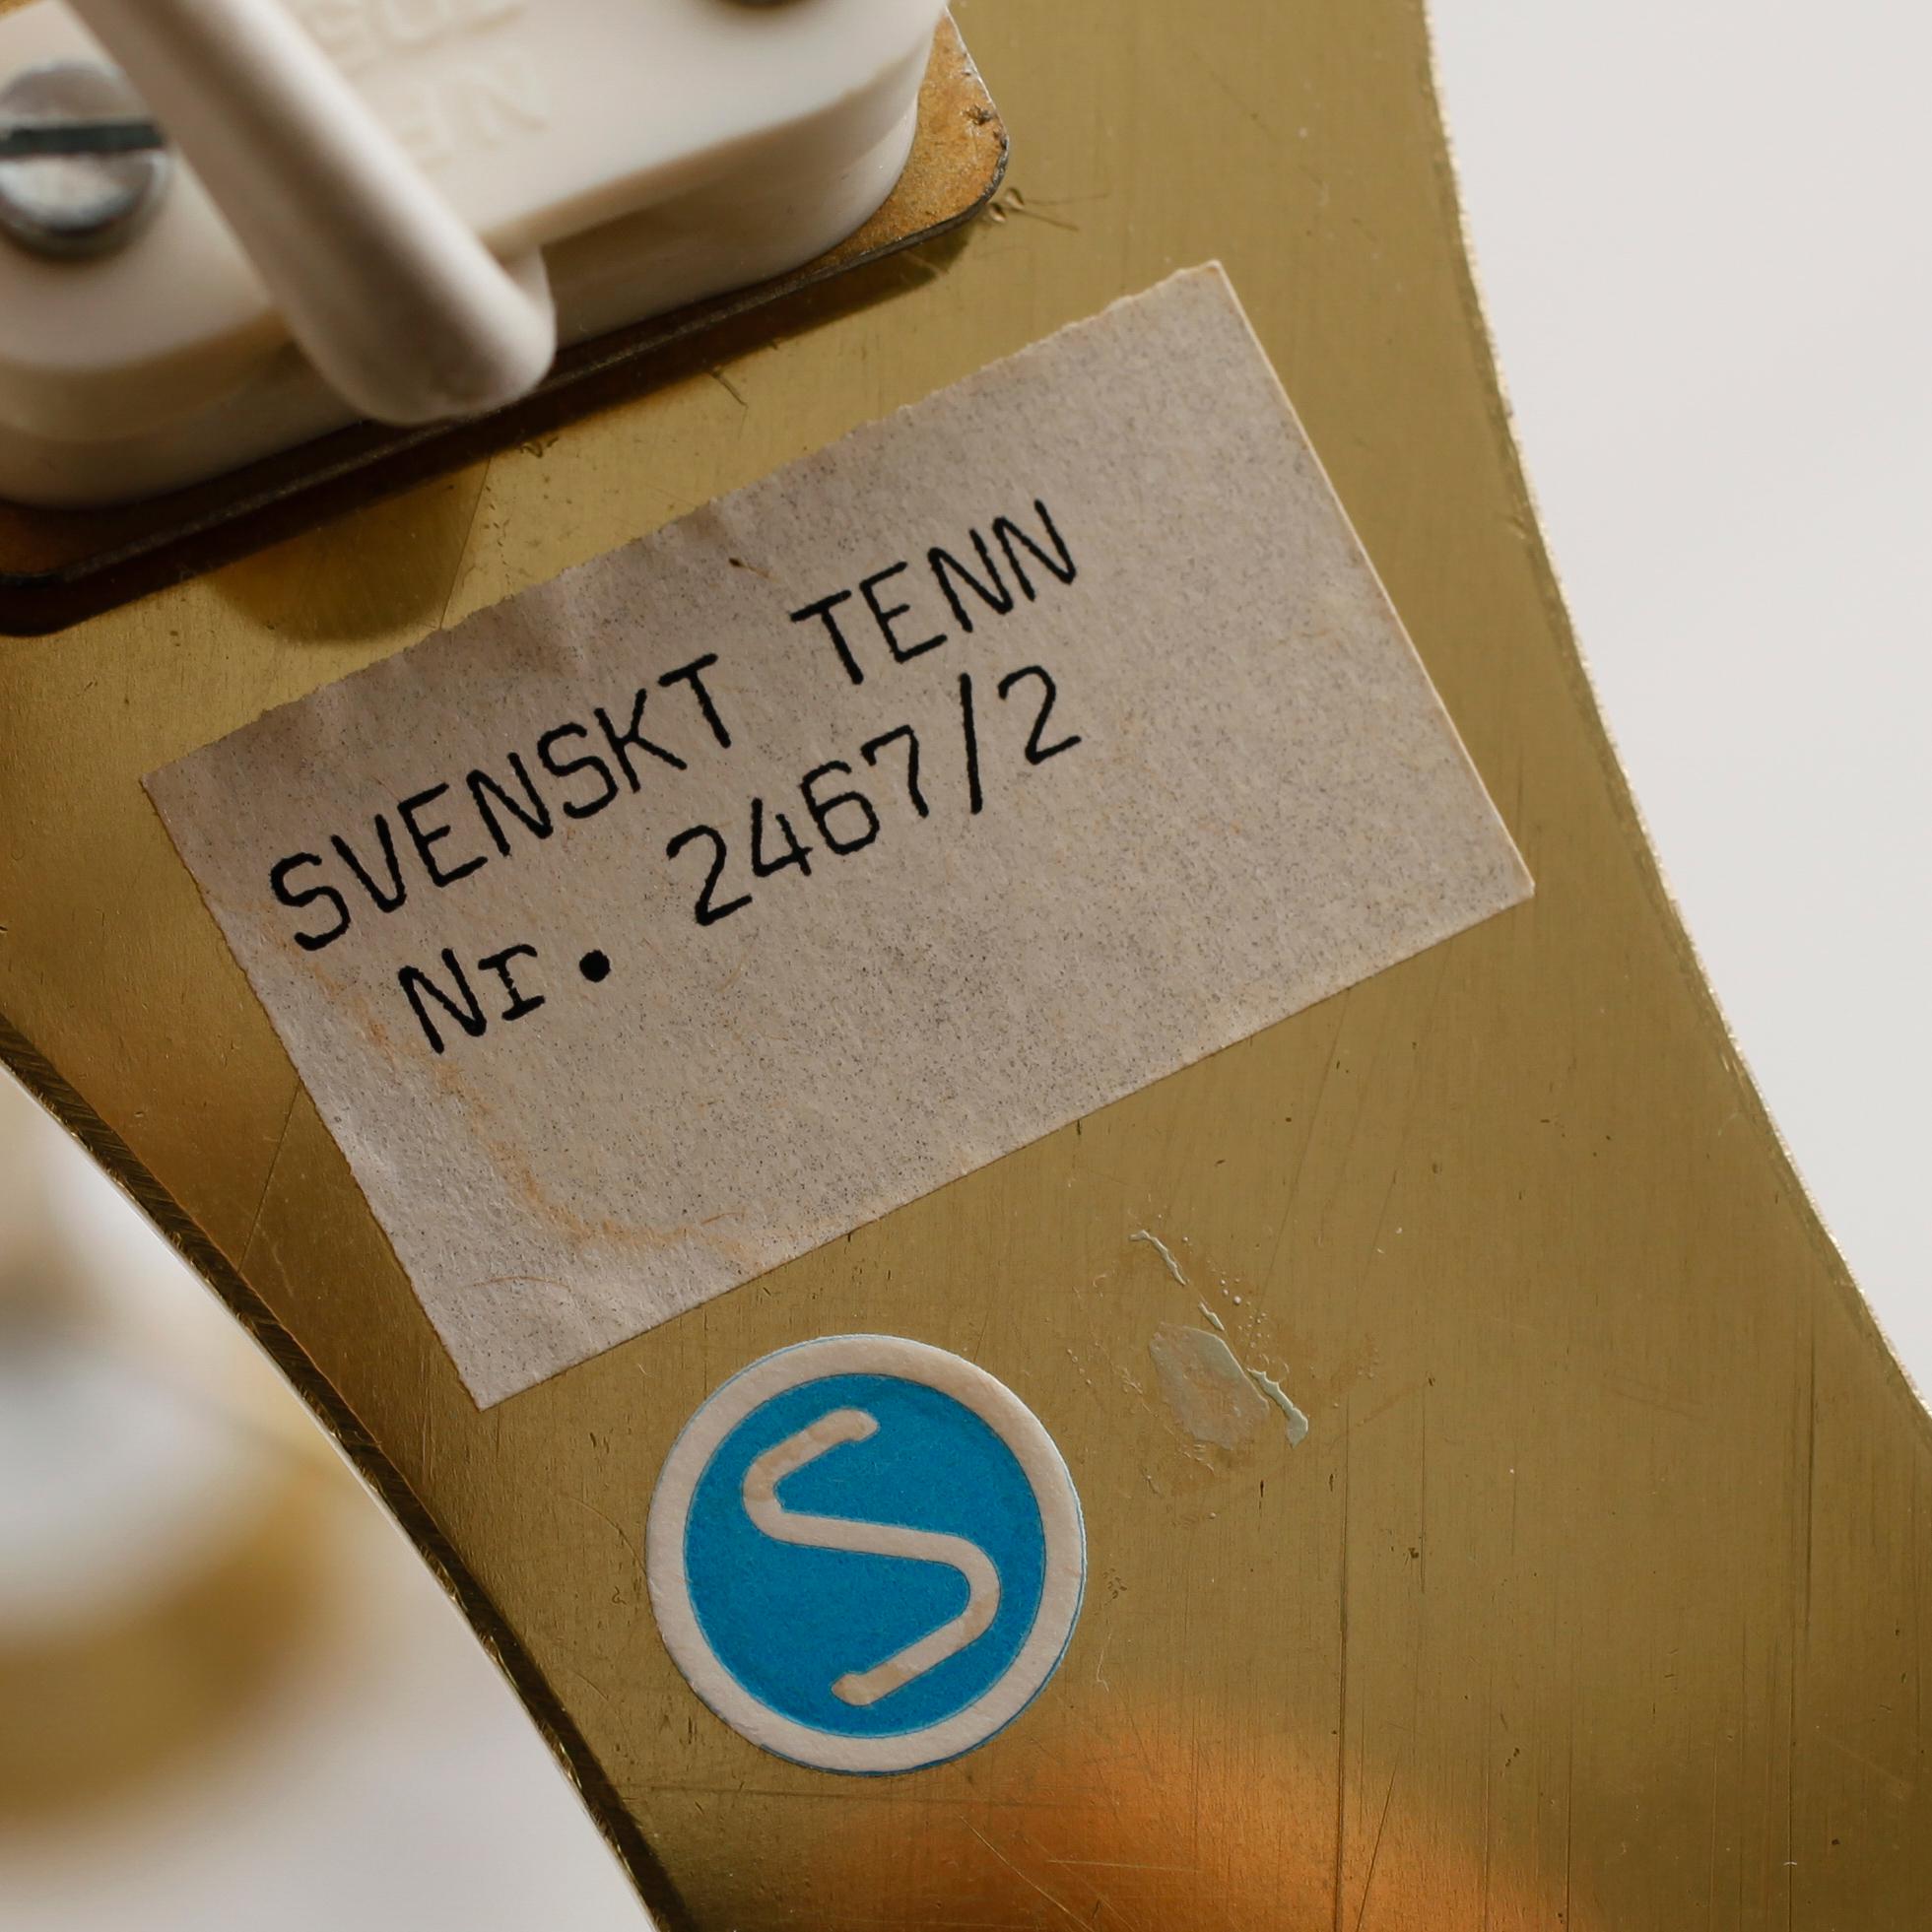 SVENSKT TENN
Nr. 2467/2
S